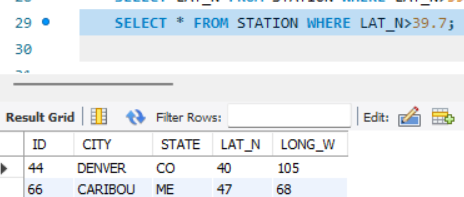 29 SELECT * FROM STATION WHERE LAT_N>39.7;
30
Result Grid Filter Rows: Edit:
ID CITY STATE LAT_N LONG_W
44 DENVER CO 40 105
66 CARIBOU ME 47 68